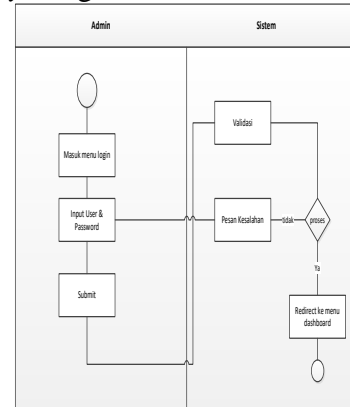 Admin
Sistem
Masuk menu login
Validasi
Input User &
Password
Pesan Kesalahan
tidak
proses
Ya
Submit
Redirect ke menu
dashboard